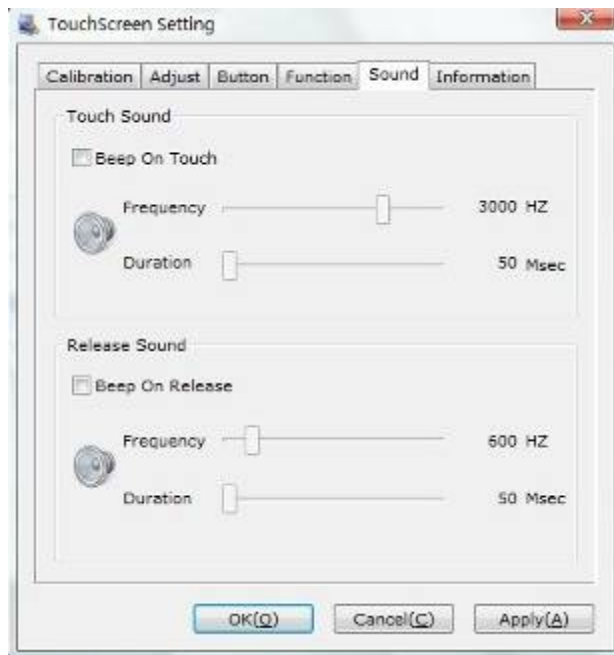 TouchScreen Setting
Calibration Adjust Button Function Sound Information
Touch Sound
Beep On Touch
Frequency 3000 HZ
Duration 50 Msec
Release Sound
Beep On Release
Frequency 600 HZ
Duration 50 Msec
OK(O) Cancel(C) Apply(A)